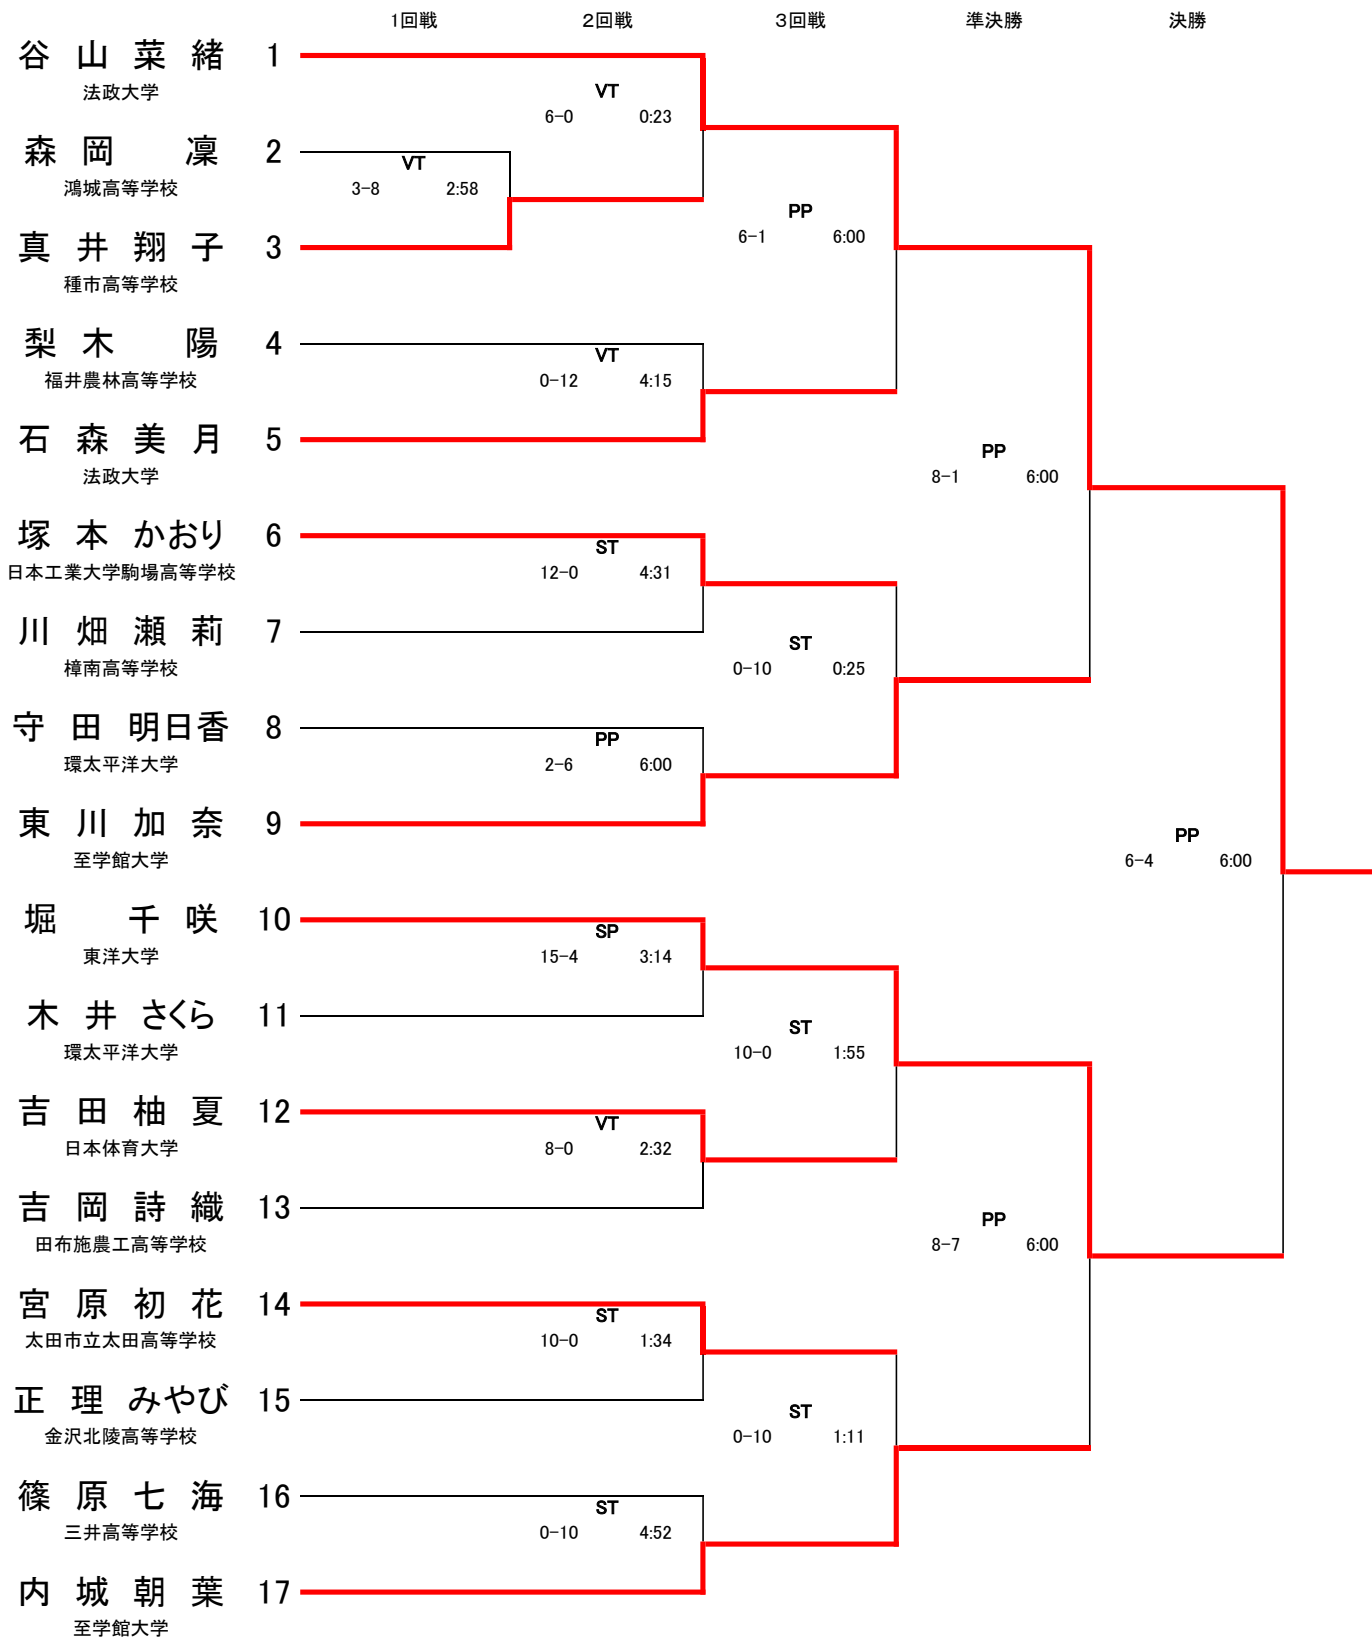 1回戦 2回戦 3回戦 準決勝 決勝
谷 山 菜 緒 1
法政大学
VT
6-0 0:23
森 岡 凜 2
鴻城高等学校
VT
3-8 2:58
真 井 翔 子 3
種市高等学校
PP
6-1 6:00
梨 木 陽 4
福井農林高等学校
VT
0-12 4:15
石 森 美 月 5
法政大学
PP
8-1 6:00
塚 本 かおり 6
日本工業大学駒場高等学校
ST
12-0 4:31
川 畑 瀬 莉 7
樟南高等学校
ST
0-10 0:25
守 田 明日香 8
環太平洋大学
PP
2-6 6:00
東 川 加 奈 9
至学館大学
PP
6-4 6:00
堀 千 咲 10
東洋大学
SP
15-4 3:14
木 井 さくら 11
環太平洋大学
ST
10-0 1:55
吉 田 柚 夏 12
日本体育大学
VT
8-0 2:32
吉 岡 詩 織 13
田布施農工高等学校
PP
8-7 6:00
宮 原 初 花 14
太田市立太田高等学校
ST
10-0 1:34
正 理 みやび 15
金沢北陵高等学校
ST
0-10 1:11
篠 原 七 海 16
三井高等学校
ST
0-10 4:52
内 城 朝 葉 17
至学館大学